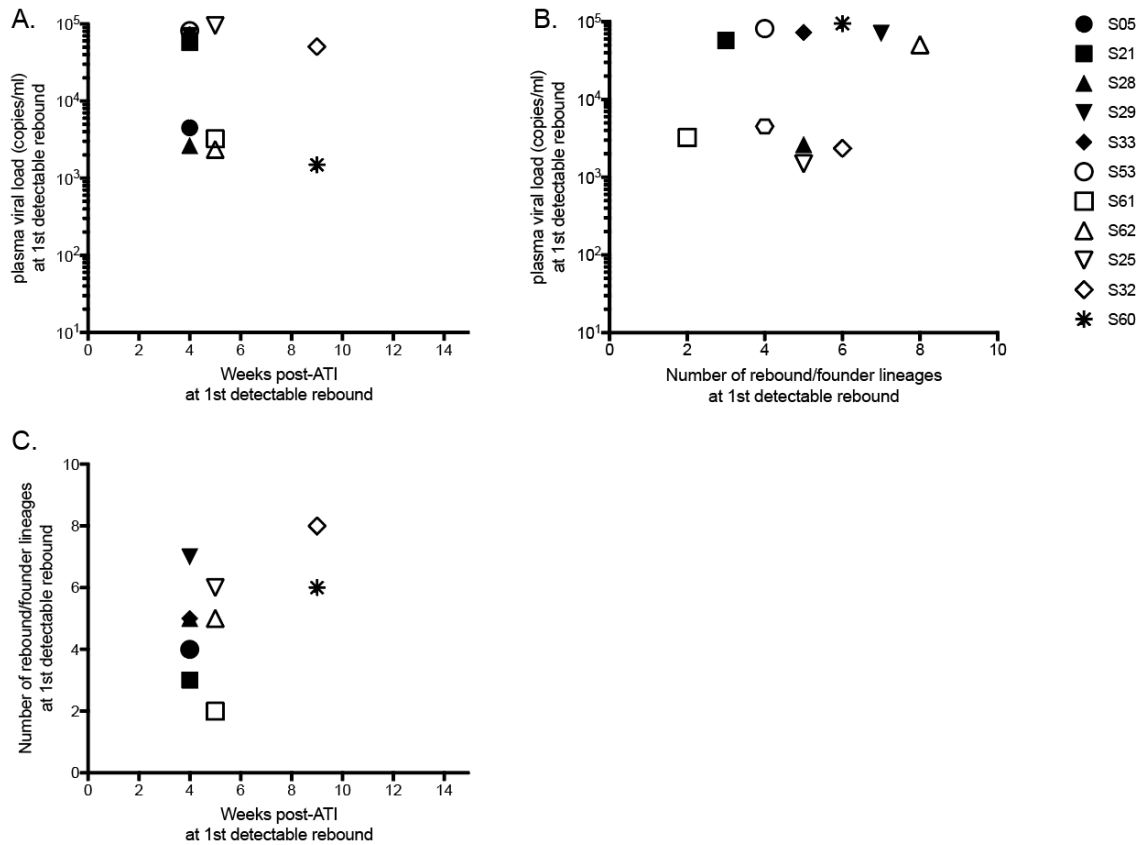 A.
plasma viral load (copies/ml)
at 1st detectable rebound
10^5
10^4
10^3
10^2
10^1
0 2 4 6 8 10 12 14
Weeks post-ATI
at 1st detectable rebound
B.
plasma viral load (copies/ml)
at 1st detectable rebound
10^5
10^4
10^3
10^2
10^1
0 2 4 6 8 10
Number of rebound/founder lineages
at 1st detectable rebound
S05
S21
S28
S29
S33
S53
S61
S62
S25
S32
S60
C.
Number of rebound/founder lineages
at 1st detectable rebound
10
8
6
4
2
0
0 2 4 6 8 10 12 14
Weeks post-ATI
at 1st detectable rebound